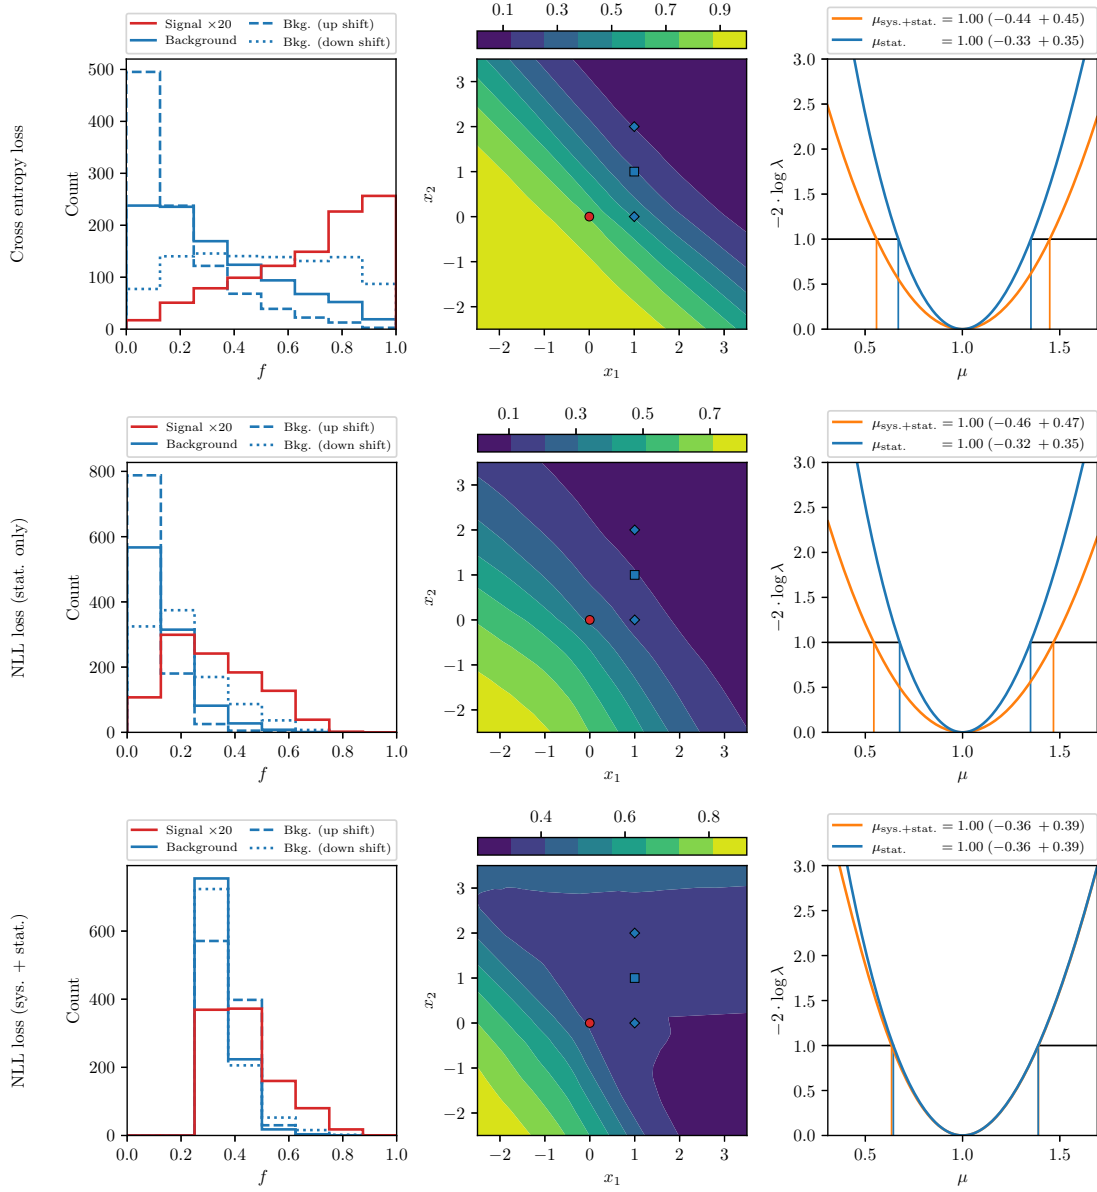 Signal ×20
Background
Bkg. (up shift)
Bkg. (down shift)
0.1 0.3 0.5 0.7 0.9
μsys.+stat. = 1.00 (−0.44 + 0.45)
μstat. = 1.00 (−0.33 + 0.35)
Cross entropy loss
Count
500
400
300
200
100
0
0.0 0.2 0.4 0.6 0.8 1.0
f
x2
3
2
1
0
−1
−2
−2 −1 0 1 2 3
x1
−2 · log λ
3.0
2.5
2.0
1.5
1.0
0.5
0.0
0.5 1.0 1.5
μ
Signal ×20
Background
Bkg. (up shift)
Bkg. (down shift)
0.1 0.3 0.5 0.7
μsys.+stat. = 1.00 (−0.46 + 0.47)
μstat. = 1.00 (−0.32 + 0.35)
NLL loss (stat. only)
Count
800
600
400
200
0
0.0 0.2 0.4 0.6 0.8 1.0
f
x2
3
2
1
0
−1
−2
−2 −1 0 1 2 3
x1
−2 · log λ
3.0
2.5
2.0
1.5
1.0
0.5
0.0
0.5 1.0 1.5
μ
Signal ×20
Background
Bkg. (up shift)
Bkg. (down shift)
0.4 0.6 0.8
μsys.+stat. = 1.00 (−0.36 + 0.39)
μstat. = 1.00 (−0.36 + 0.39)
NLL loss (sys. + stat.)
Count
600
400
200
0
0.0 0.2 0.4 0.6 0.8 1.0
f
x2
3
2
1
0
−1
−2
−2 −1 0 1 2 3
x1
−2 · log λ
3.0
2.5
2.0
1.5
1.0
0.5
0.0
0.5 1.0 1.5
μ